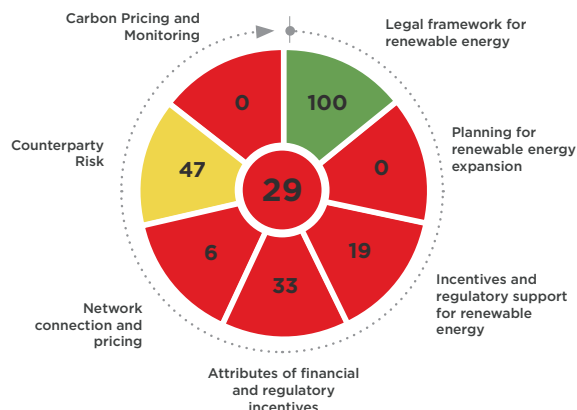 Carbon Pricing and
Monitoring
Legal framework for
renewable energy
0
100
Counterparty
Risk
47
29
0
Planning for
renewable energy
expansion
6
33
19
Network
connection and
pricing
Incentives and
regulatory support
for renewable
energy
Attributes of financial
and regulatory
incentives